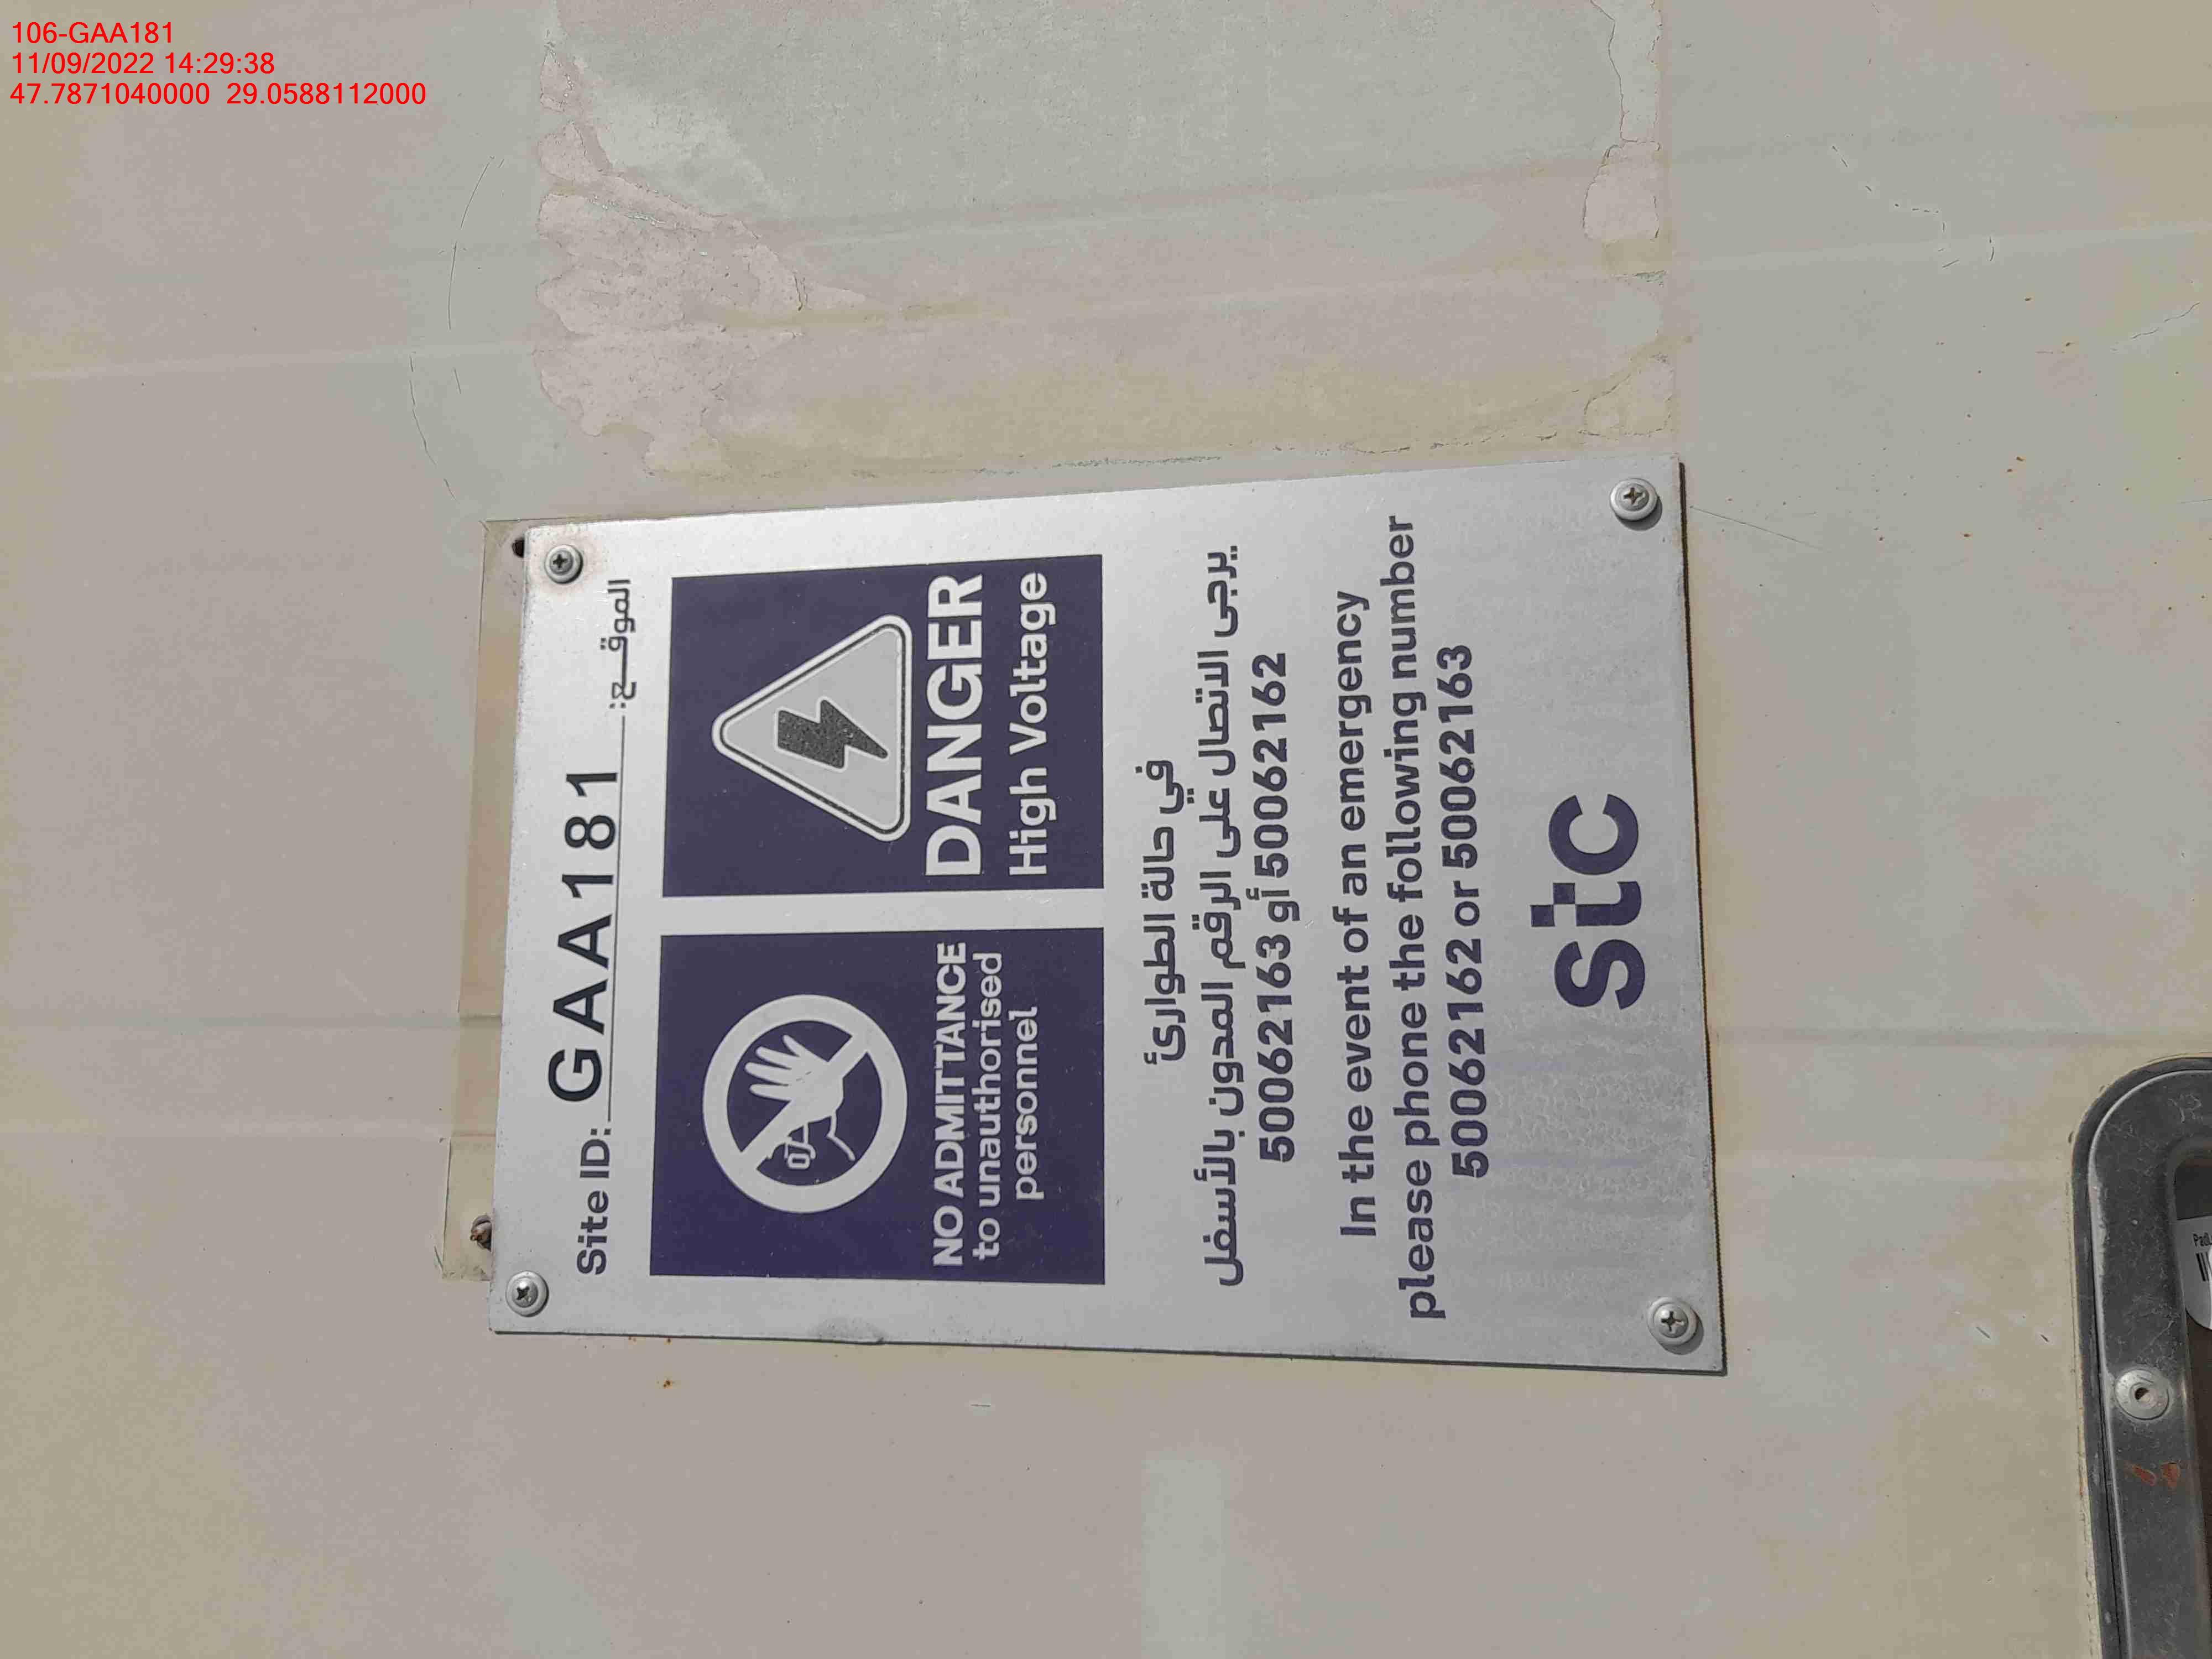 106-GAA181
11/09/2022 14:29:38
47.7871040000 29.0588112000
Site ID: GAA181 الموقـــع:
NO ADMITTANCE
to unauthorised
personnel
DANGER
High Voltage
في حالة الطوارئ
يرجى الاتصال على الرقم المدون بالأسفل
50062163 أو 50062162
In the event of an emergency
please phone the following number
50062162 or 50062163
stc